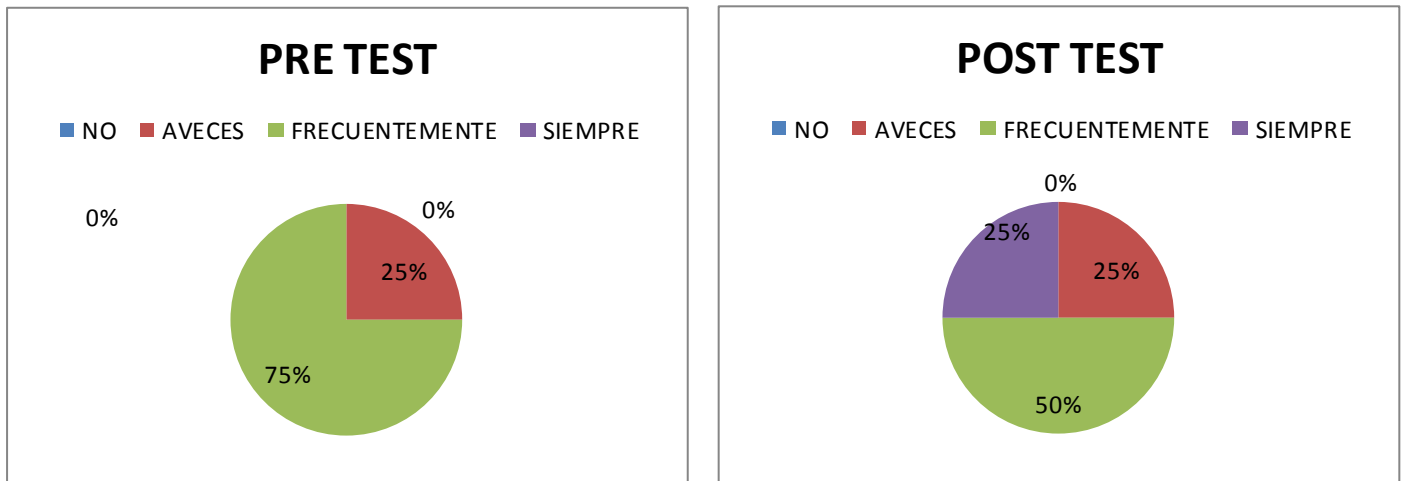 PRE TEST
NO AVECES FRECUENTEMENTE SIEMPRE
0%
0%
25%
75%
POST TEST
NO AVECES FRECUENTEMENTE SIEMPRE
0%
25%
25%
50%